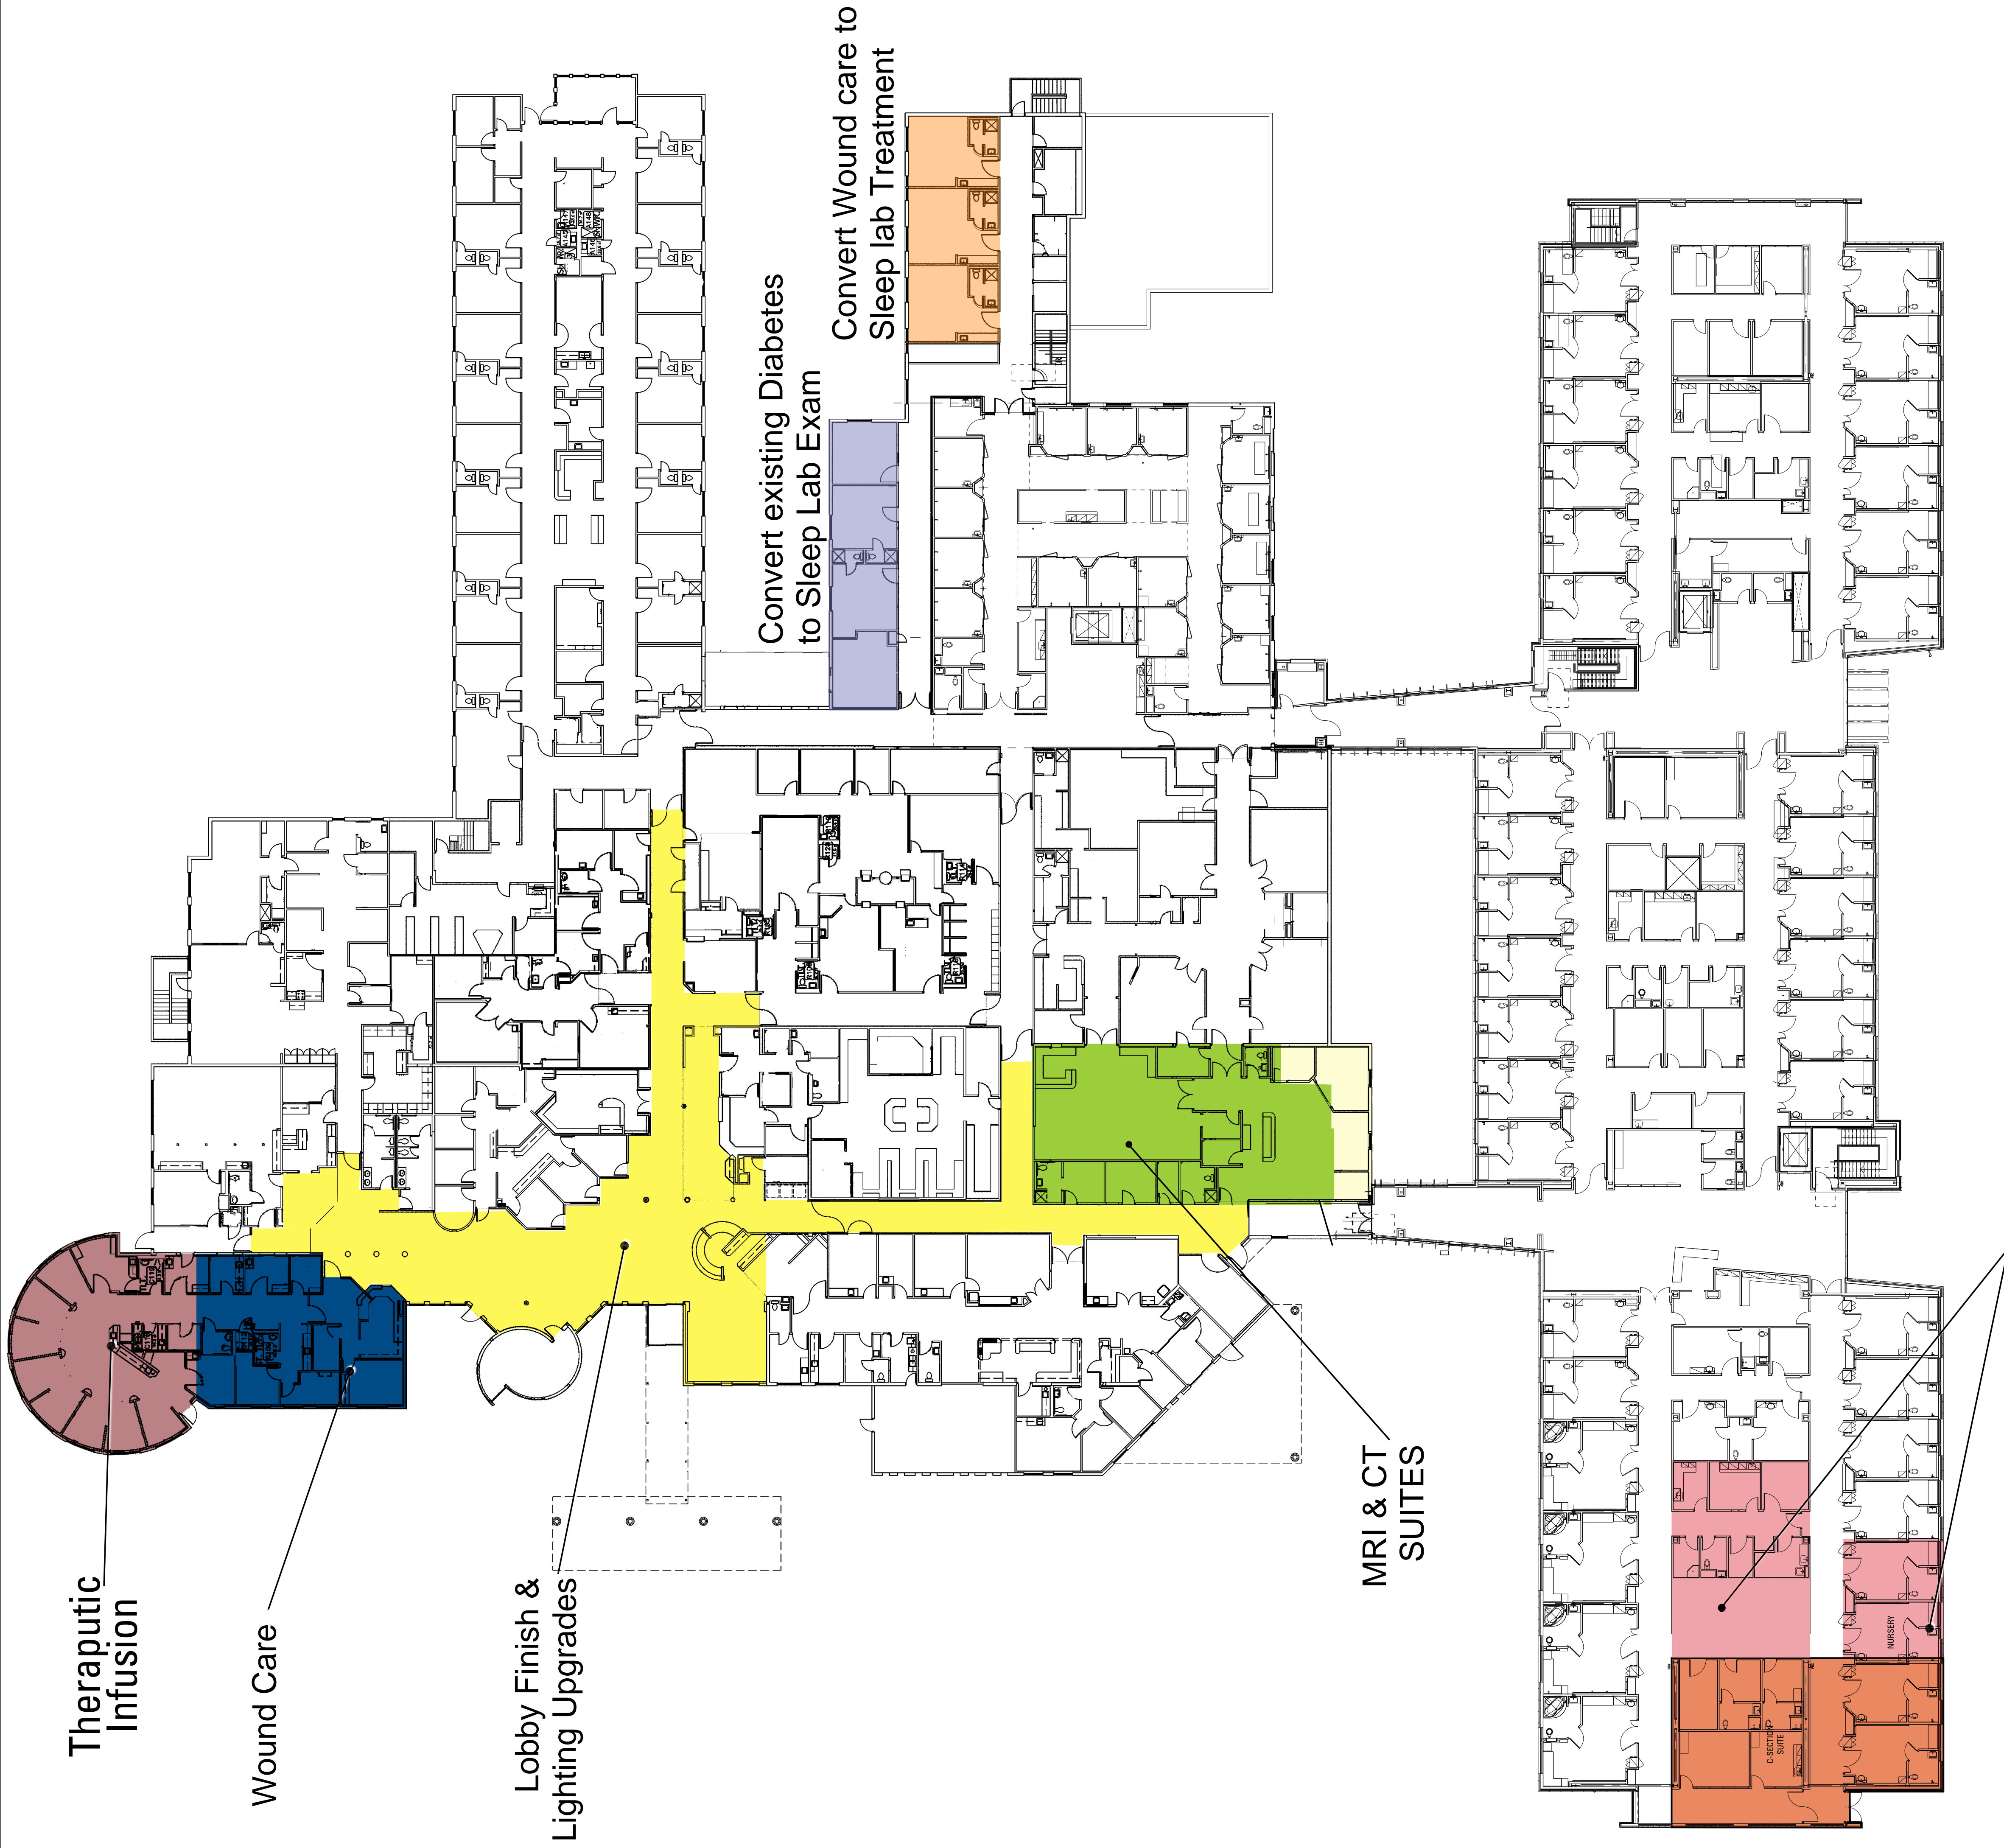 Convert Wound care to
Sleep lab Treatment
Convert existing Diabetes
to Sleep Lab Exam
Theraputic
Infusion
Wound Care
Lobby Finish &
Lighting Upgrades
MRI & CT
SUITES
NURSERY
C-SECTION
SUITE